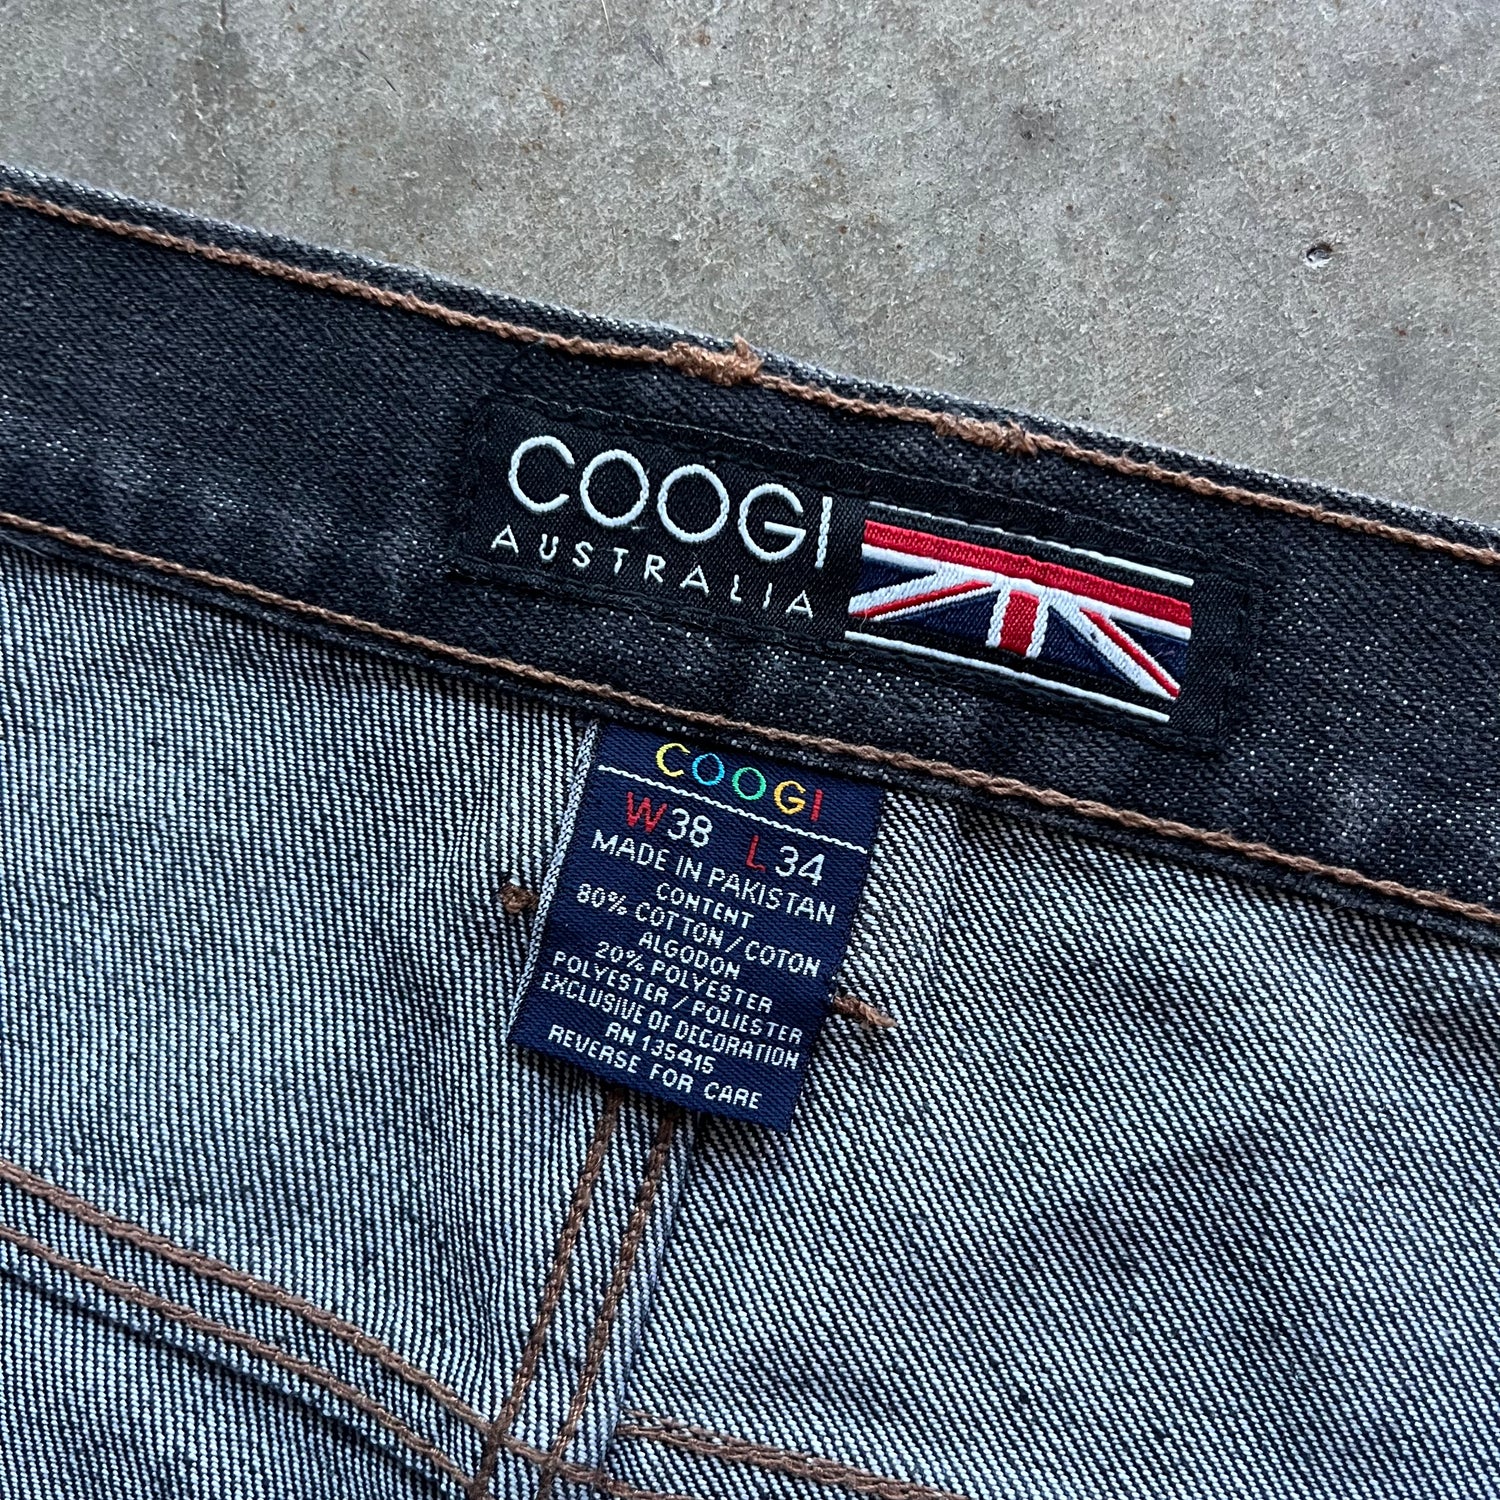 COOGI
AUSTRALIA
COOGI
W38 L34
MADE IN PAKISTAN
CONTENT
80% COTTON / COTON
ALGODON
20% POLYESTER
POLYESTER / POLIESTER
EXCLUSIVE OF DECORATION
RN 135415
REVERSE FOR CARE